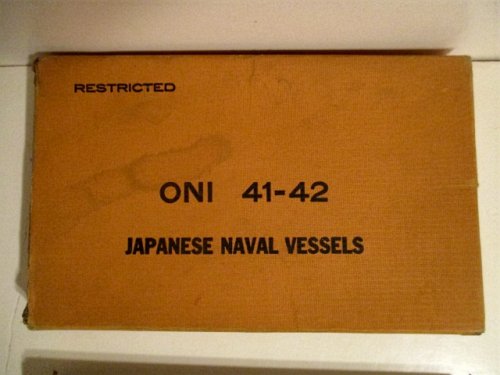 RESTRICTED
ONI 41-42
JAPANESE NAVAL VESSELS